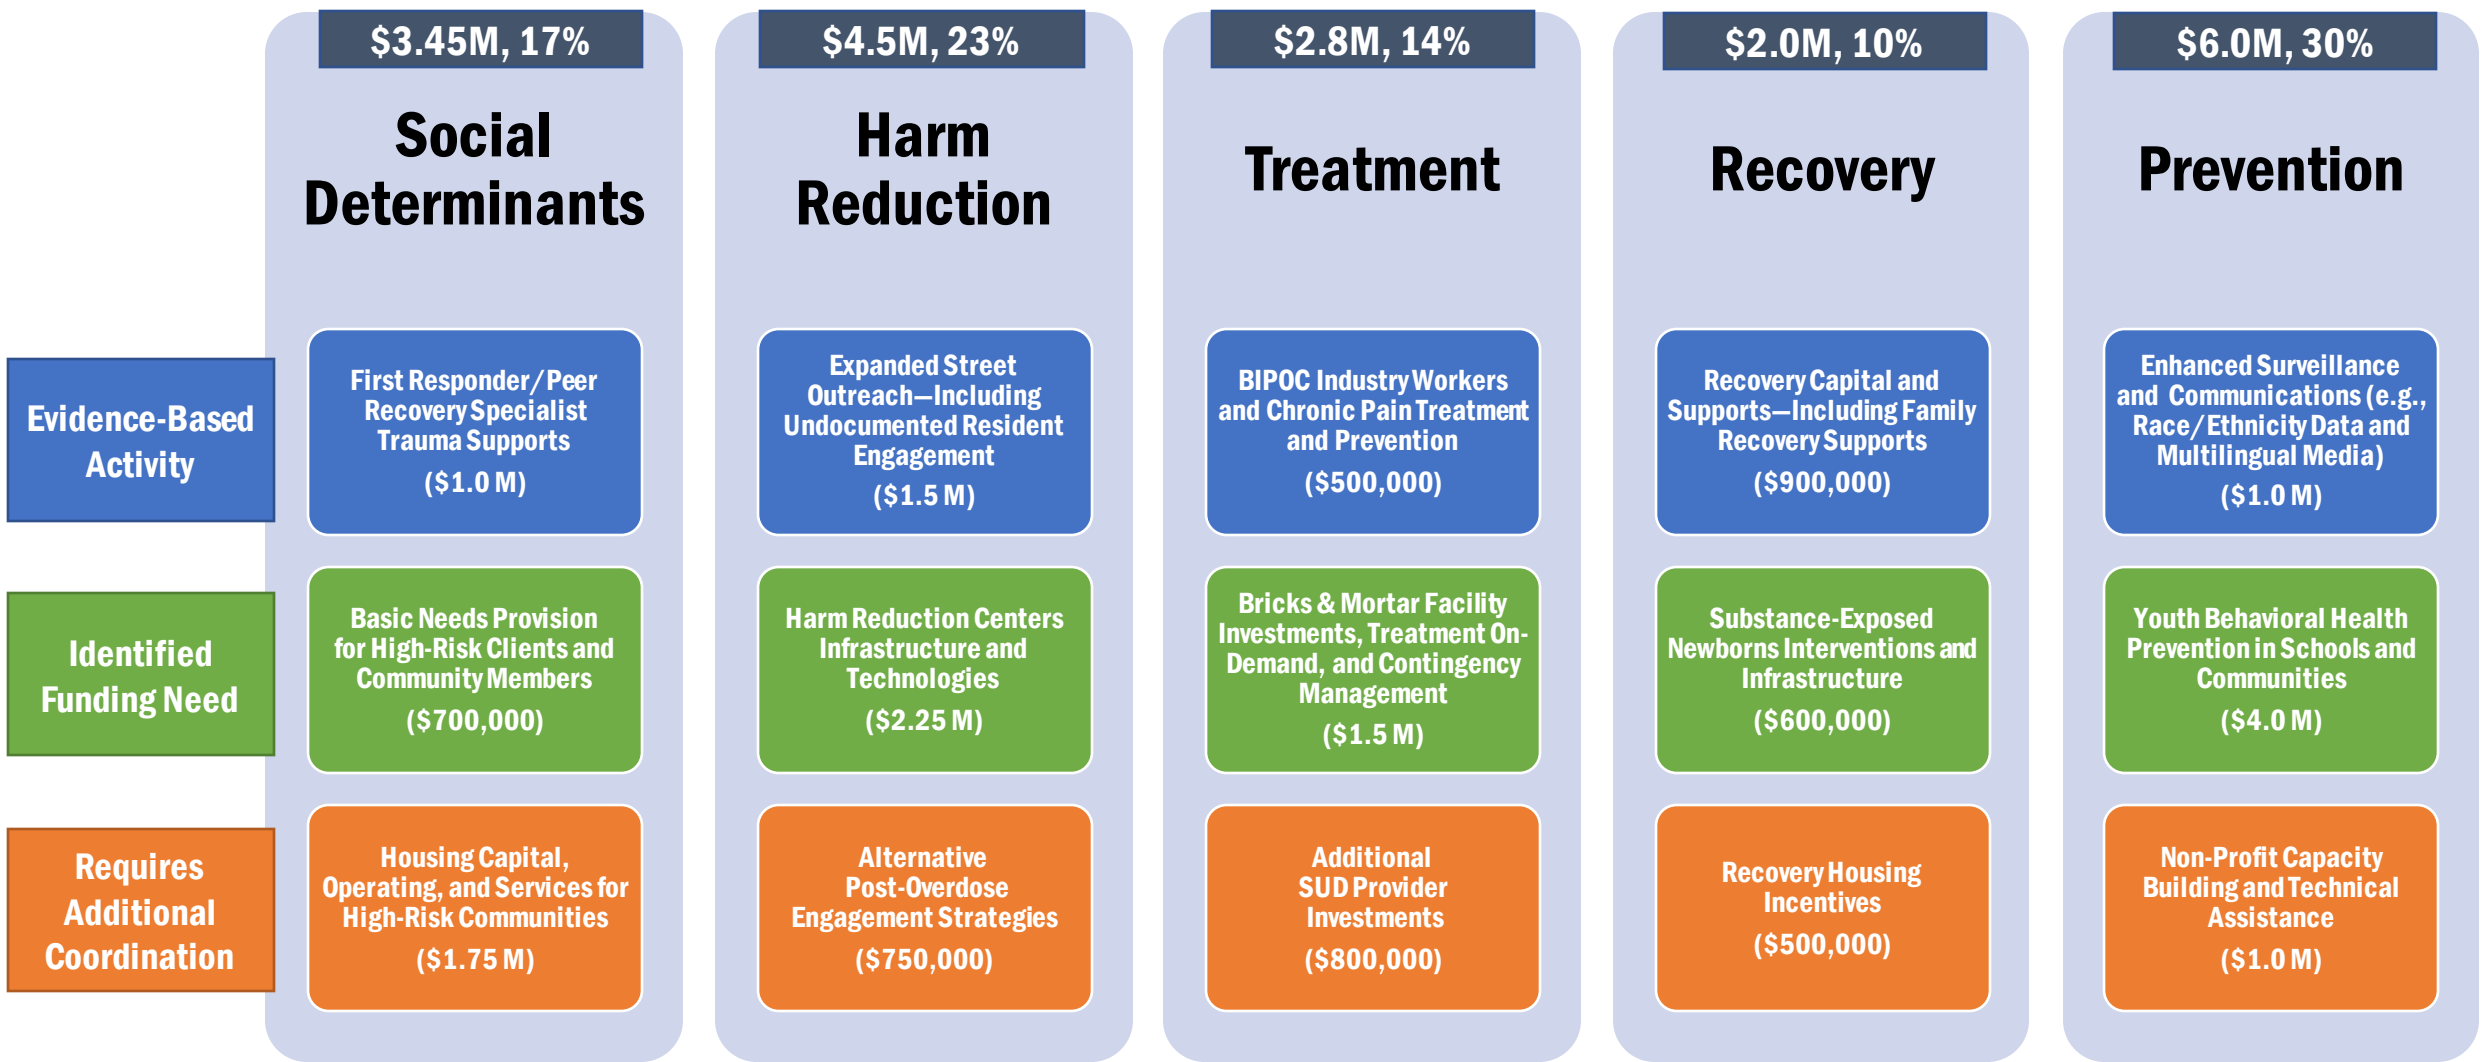 $3.45M, 17%
Social
Determinants
$4.5M, 23%
Harm
Reduction
$2.8M, 14%
Treatment
$2.0M, 10%
Recovery
$6.0M, 30%
Prevention
Evidence-Based
Activity
First Responder/Peer
Recovery Specialist
Trauma Supports
($1.0 M)
Expanded Street
Outreach—Including
Undocumented Resident
Engagement
($1.5 M)
BIPOC Industry Workers
and Chronic Pain Treatment
and Prevention
($500,000)
Recovery Capital and
Supports—Including Family
Recovery Supports
($900,000)
Enhanced Surveillance
and Communications (e.g.,
Race/Ethnicity Data and
Multilingual Media)
($1.0 M)
Identified
Funding Need
Basic Needs Provision
for High-Risk Clients and
Community Members
($700,000)
Harm Reduction Centers
Infrastructure and
Technologies
($2.25 M)
Bricks & Mortar Facility
Investments, Treatment On-
Demand, and Contingency
Management
($1.5 M)
Substance-Exposed
Newborns Interventions and
Infrastructure
($600,000)
Youth Behavioral Health
Prevention in Schools and
Communities
($4.0 M)
Requires
Additional
Coordination
Housing Capital,
Operating, and Services for
High-Risk Communities
($1.75 M)
Alternative
Post-Overdose
Engagement Strategies
($750,000)
Additional
SUD Provider
Investments
($800,000)
Recovery Housing
Incentives
($500,000)
Non-Profit Capacity
Building and Technical
Assistance
($1.0 M)